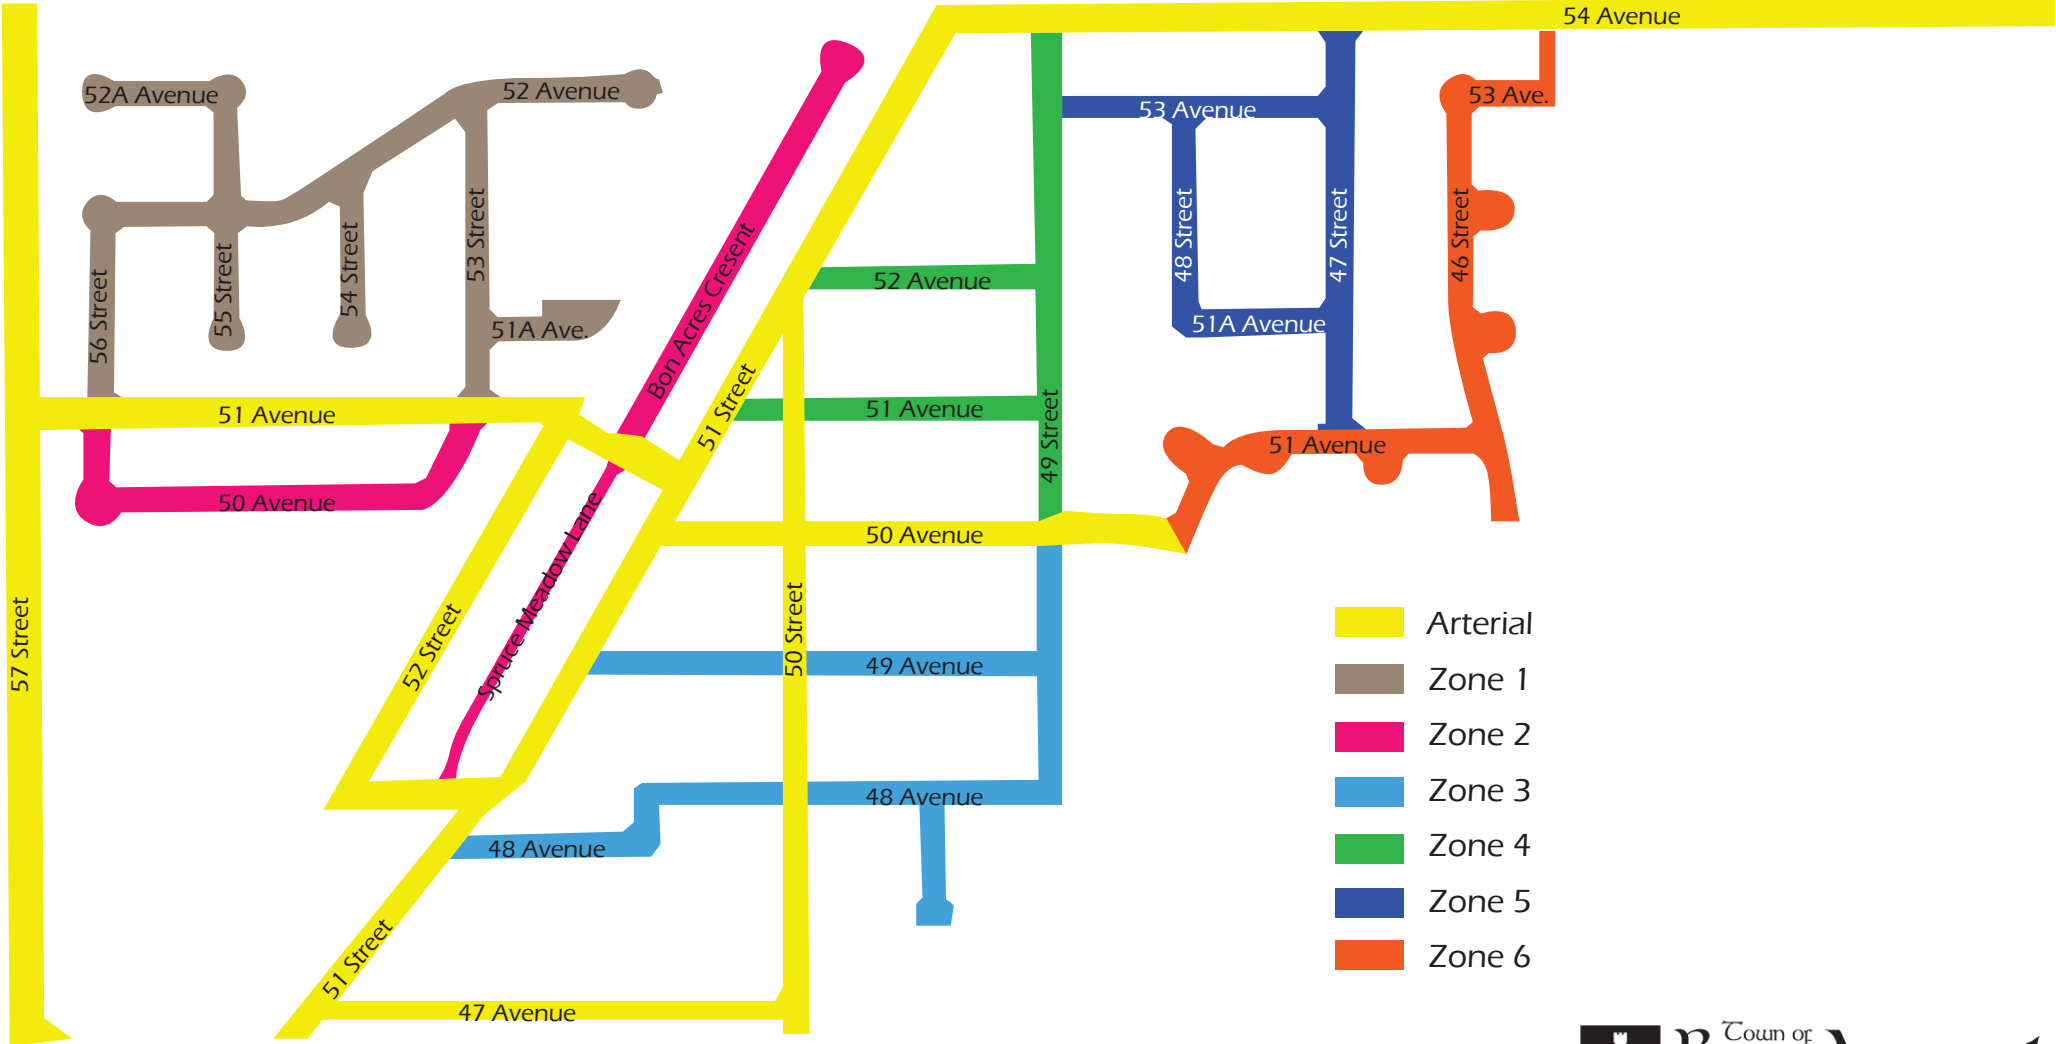 54 Avenue
52A Avenue
52 Avenue
53 Avenue
53 Ave.
56 Street
55 Street
54 Street
53 Street
51A Ave.
Bon Acres Cresent
52 Avenue
48 Street
47 Street
46 Street
51A Avenue
51 Avenue
51 Street
51 Avenue
49 Street
51 Avenue
50 Avenue
50 Avenue
57 Street
52 Street
Spruce Meadow Lane
50 Street
49 Avenue
48 Avenue
48 Avenue
51 Street
47 Avenue
Arterial
Zone 1
Zone 2
Zone 3
Zone 4
Zone 5
Zone 6
Town of